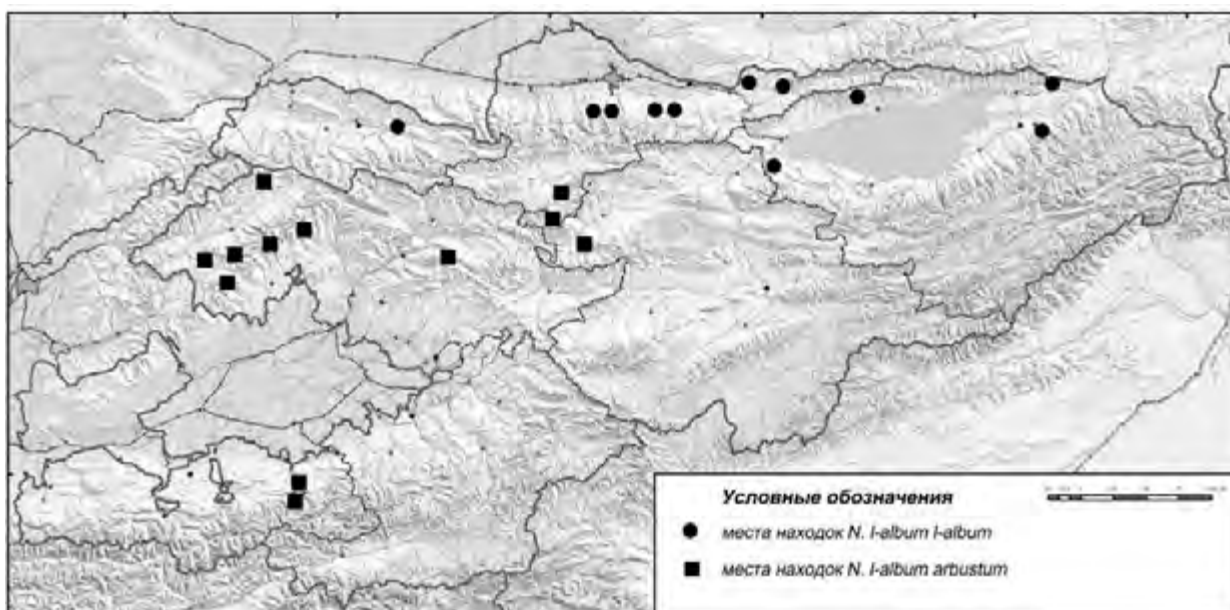 Условные обозначения
места находок N. l-album l-album
места находок N. l-album arbustum